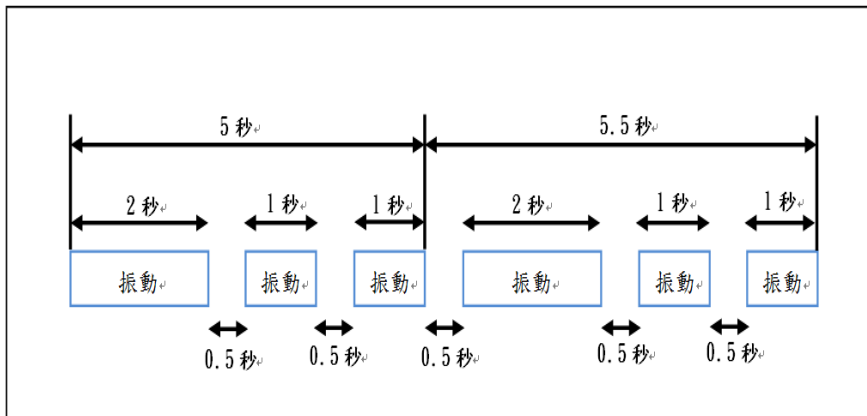 5 秒 5.5 秒
2 秒 1 秒 1 秒 2 秒 1 秒 1 秒
振動 振動 振動 振動 振動 振動
0.5 秒 0.5 秒 0.5 秒 0.5 秒 0.5 秒